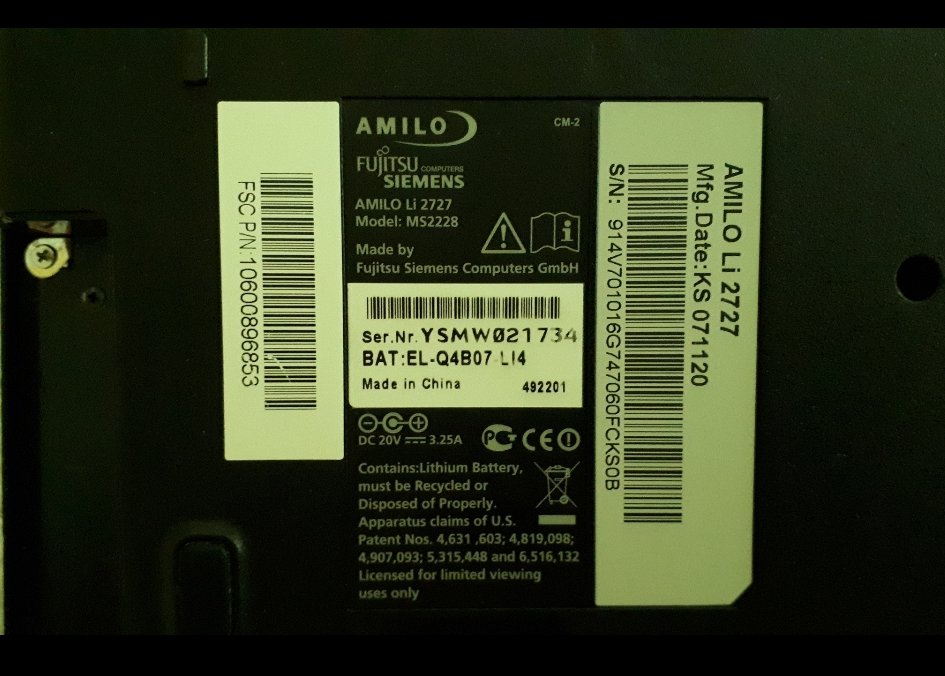 FSC P/N:10600896853
AMILO
CM-2
FUJITSU COMPUTERS
SIEMENS
AMILO Li 2727
Model: MS2228
Made by
Fujitsu Siemens Computers GmbH
Ser.Nr. YSMWØ21734
BAT:EL-Q4B07-LI4
Made in China
492201
DC 20V 3.25A
Contains:Lithium Battery,
must be Recycled or
Disposed of Properly.
Apparatus claims of U.S.
Patent Nos. 4,631 ,603; 4,819,098;
4,907,093; 5,315,448 and 6,516,132
Licensed for limited viewing
uses only
AMILO Li 2727
Mfg.Date:KS 071120
S/N: 914V701016G747060FCKS0B